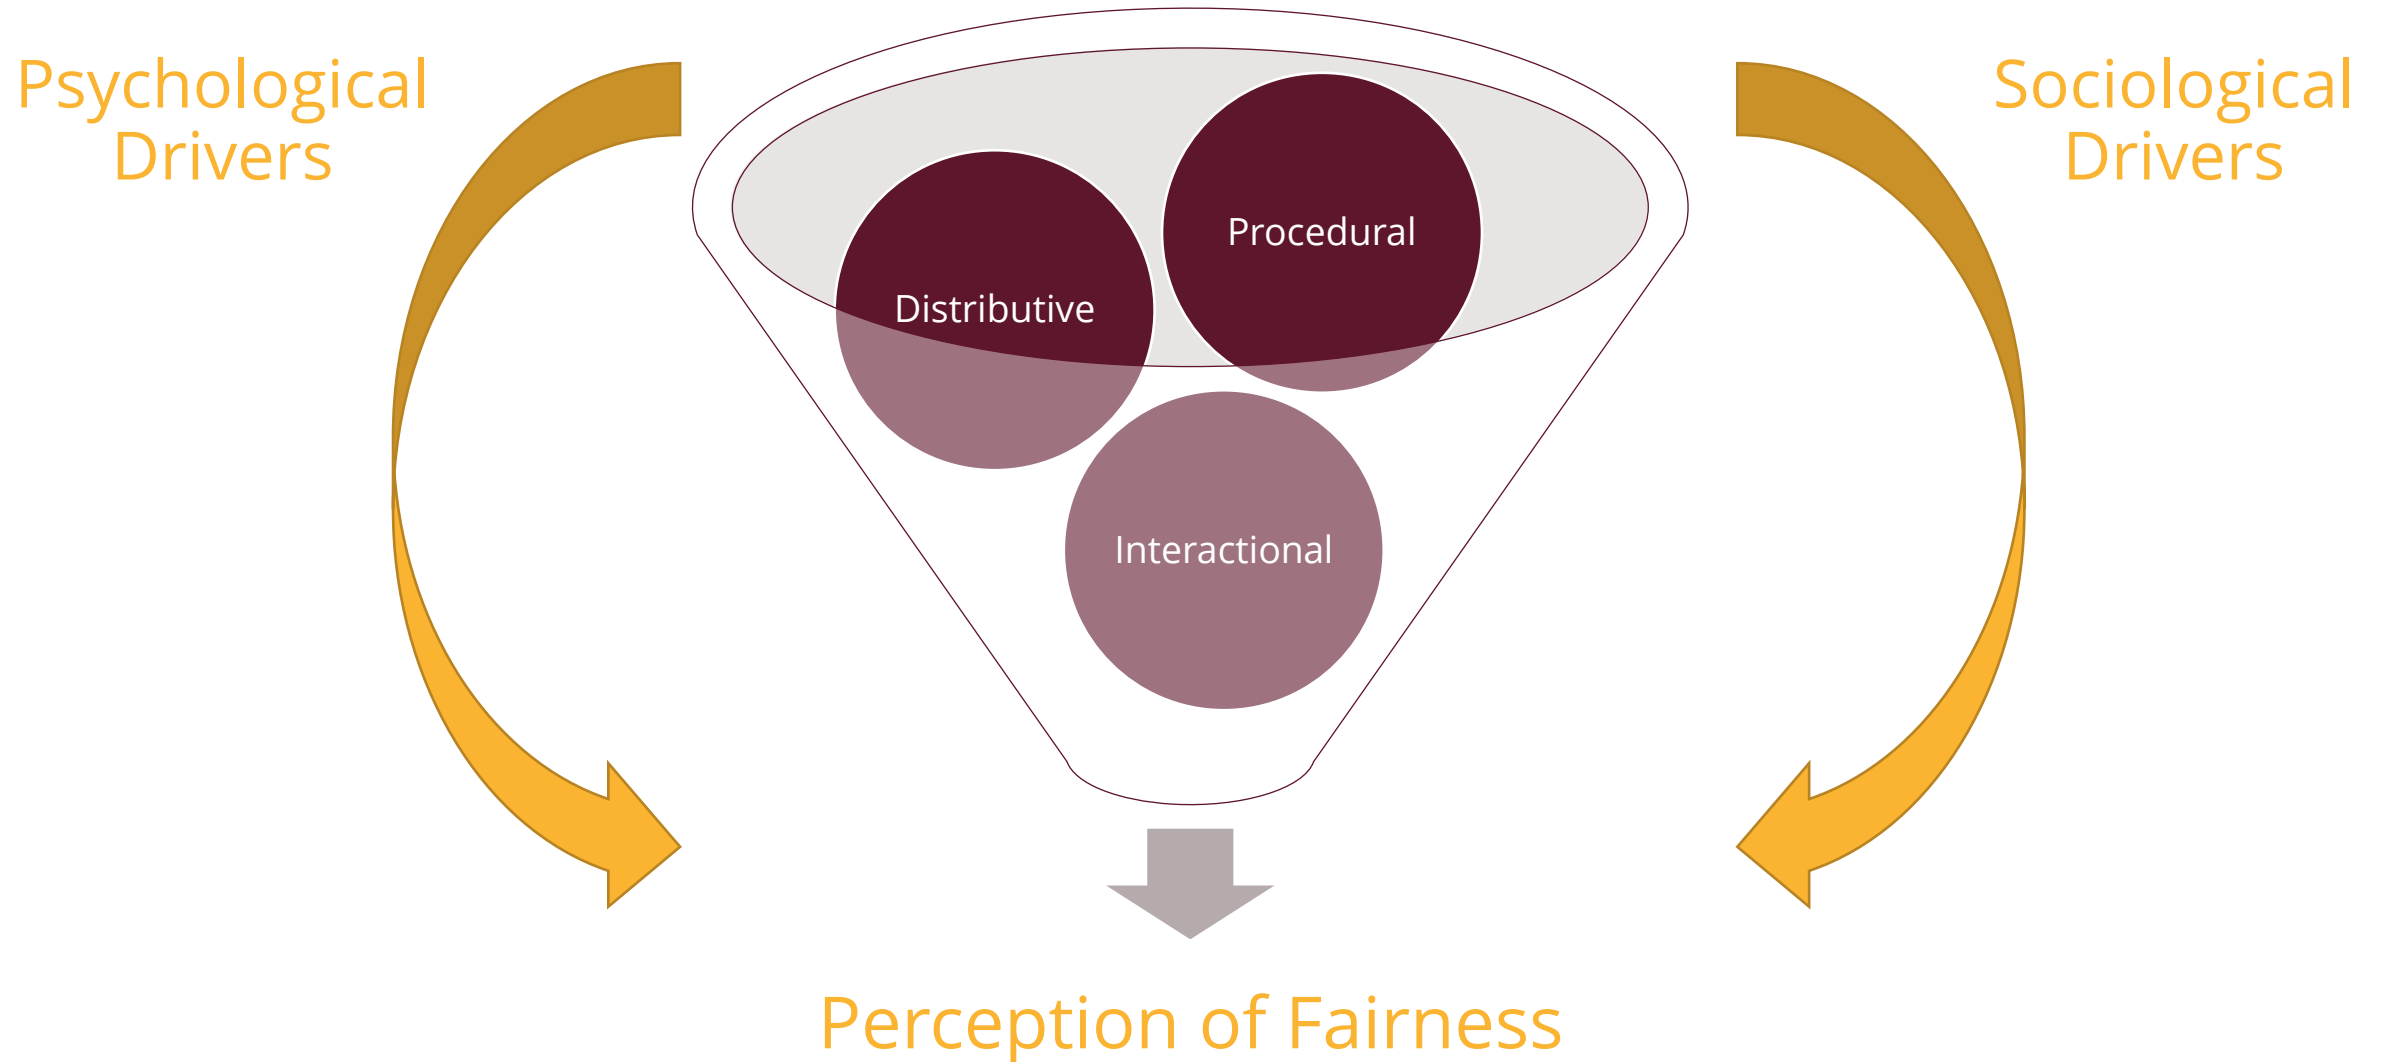 Psychological
Drivers
Sociological
Drivers
Procedural
Distributive
Interactional
Perception of Fairness